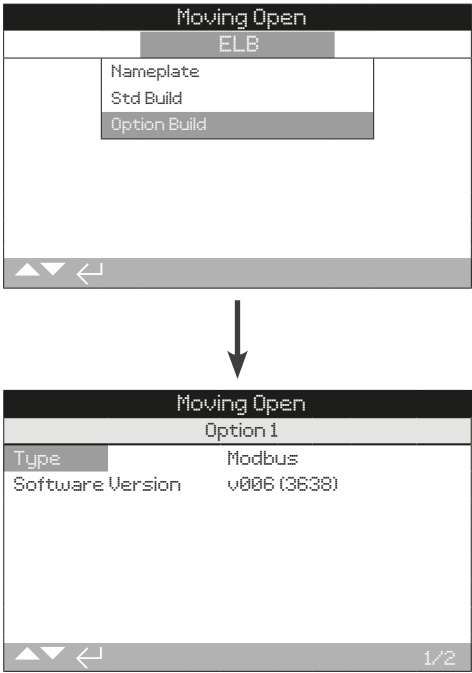 Moving Open
ELB
Nameplate
Std Build
Option Build
Moving Open
Option 1
Type Modbus
Software Version v006 (3638)
1/2